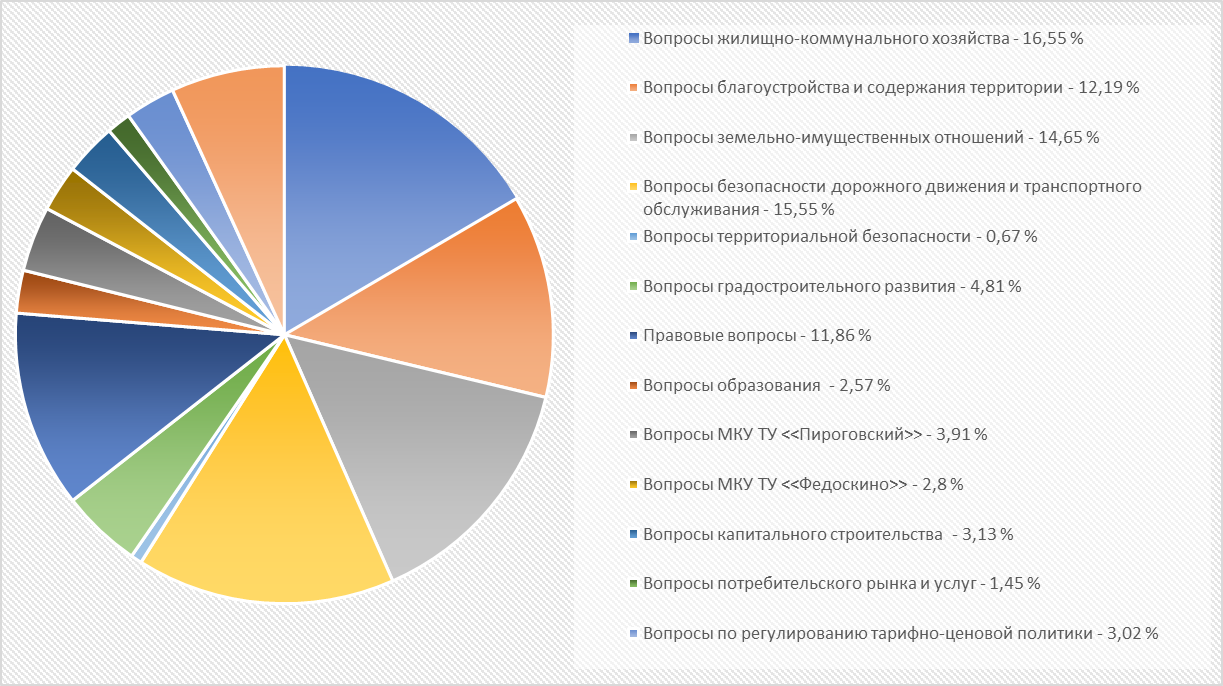 Вопросы жилищно-коммунального хозяйства - 16,55 %
Вопросы благоустройства и содержания территории - 12,19 %
Вопросы земельно-имущественных отношений - 14,65 %
Вопросы безопасности дорожного движения и транспортного
обслуживания - 15,55 %
Вопросы территориальной безопасности - 0,67 %
Вопросы градостроительного развития - 4,81 %
Правовые вопросы - 11,86 %
Вопросы образования - 2,57 %
Вопросы МКУ ТУ <<Пироговский>> - 3,91 %
Вопросы МКУ ТУ <<Федоскино>> - 2,8 %
Вопросы капитального строительства - 3,13 %
Вопросы потребительского рынка и услуг - 1,45 %
Вопросы по регулированию тарифно-ценовой политики - 3,02 %